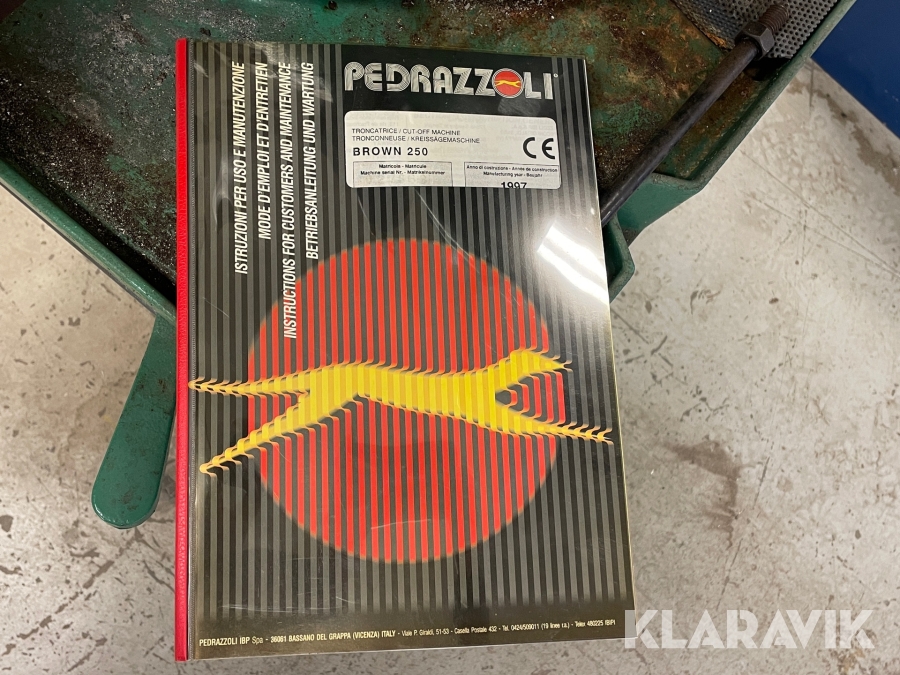 PEDRAZZOLI
TRONCATRICE / CUT-OFF MACHINE
TRONCONNEUSE / KREISSÄGEMASCHINE
BROWN 250
CE
Matricola - Matricule
Machine serial Nr. - Matrikelnummer
Anno di costruzione - Année de construction
Manufacturing year - Baujahr
1997
ISTRUZIONI PER USO E MANUTENZIONE
MODE D'EMPLOI ET D'ENTRETIEN
INSTRUCTIONS FOR CUSTOMERS AND MAINTENANCE
BETRIEBSANLEITUNG UND WARTUNG
PEDRAZZOLI IBP Spa - 36061 BASSANO DEL GRAPPA (VICENZA) ITALY - Viale P. Giraldi, 51-53 - Casella Postale 432 - Tel. 0424/509011 (19 linee r.a.) - Telex 480225 IBPI
KLARAVIK